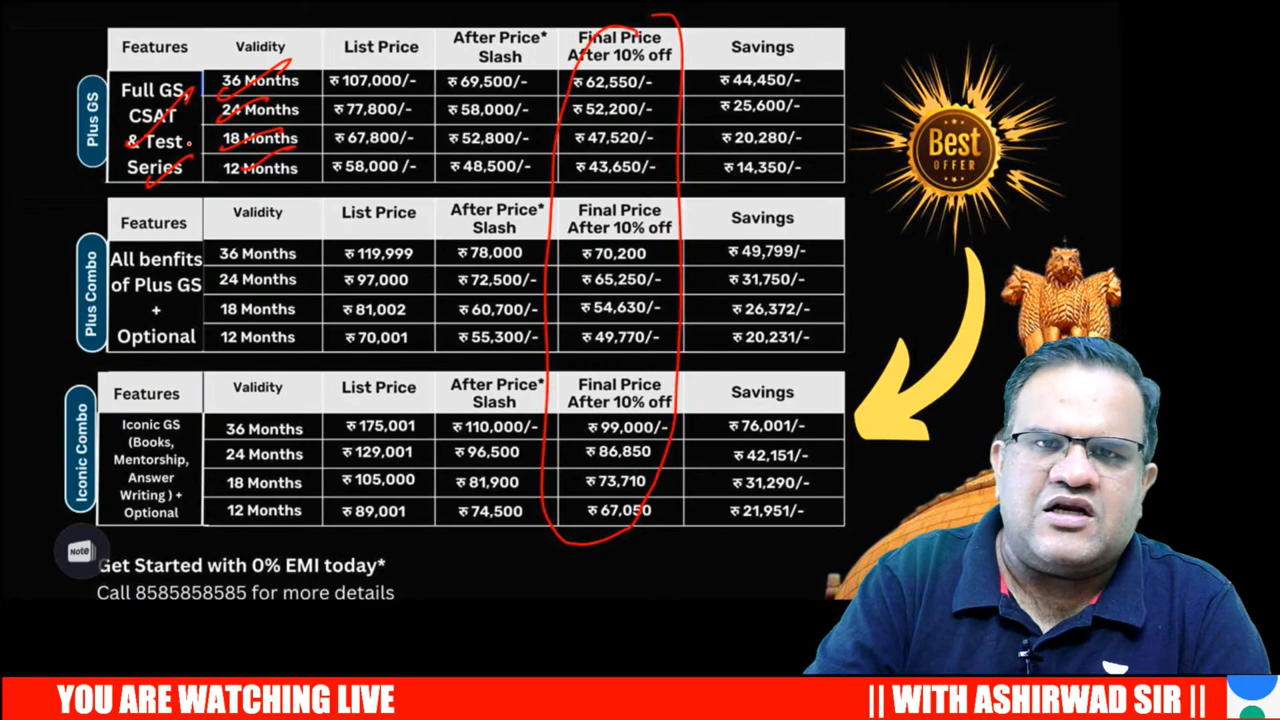 Features Validity List Price After Price* Slash Final Price After 10% off Savings
Plus GS
Full GS, CSAT & Test Series
36 Months रु 107,000/- रु 69,500/- रु 62,550/- रु 44,450/-
24 Months रु 77,800/- रु 58,000/- रु 52,200/- रु 25,600/-
18 Months रु 67,800/- रु 52,800/- रु 47,520/- रु 20,280/-
12 Months रु 58,000/- रु 48,500/- रु 43,650/- रु 14,350/-
Best
OFFER
Features Validity List Price After Price* Slash Final Price After 10% off Savings
Plus Combo
All benfits of Plus GS + Optional
36 Months रु 119,999 रु 78,000 रु 70,200 रु 49,799/-
24 Months रु 97,000 रु 72,500/- रु 65,250/- रु 31,750/-
18 Months रु 81,002 रु 60,700/- रु 54,630/- रु 26,372/-
12 Months रु 70,001 रु 55,300/- रु 49,770/- रु 20,231/-
Features Validity List Price After Price* Slash Final Price After 10% off Savings
Iconic Combo
Iconic GS (Books, Mentorship, Answer Writing ) + Optional
36 Months रु 175,001 रु 110,000/- रु 99,000/- रु 76,001/-
24 Months रु 129,001 रु 96,500 रु 86,850 रु 42,151/-
18 Months रु 105,000 रु 81,900 रु 73,710 रु 31,290/-
12 Months रु 89,001 रु 74,500 रु 67,050 रु 21,951/-
Note
Get Started with 0% EMI today*
Call 8585858585 for more details
YOU ARE WATCHING LIVE
|| WITH ASHIRWAD SIR ||